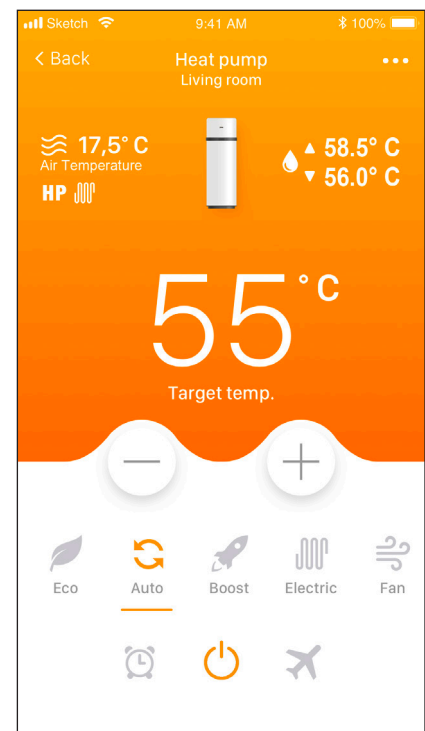 Sketch 9:41 AM 100%
< Back Heat pump •••
Living room
17,5° C ▲ 58.5° C
Air Temperature ▼ 56.0° C
HP
55 °C
Target temp.
− +
Eco Auto Boost Electric Fan